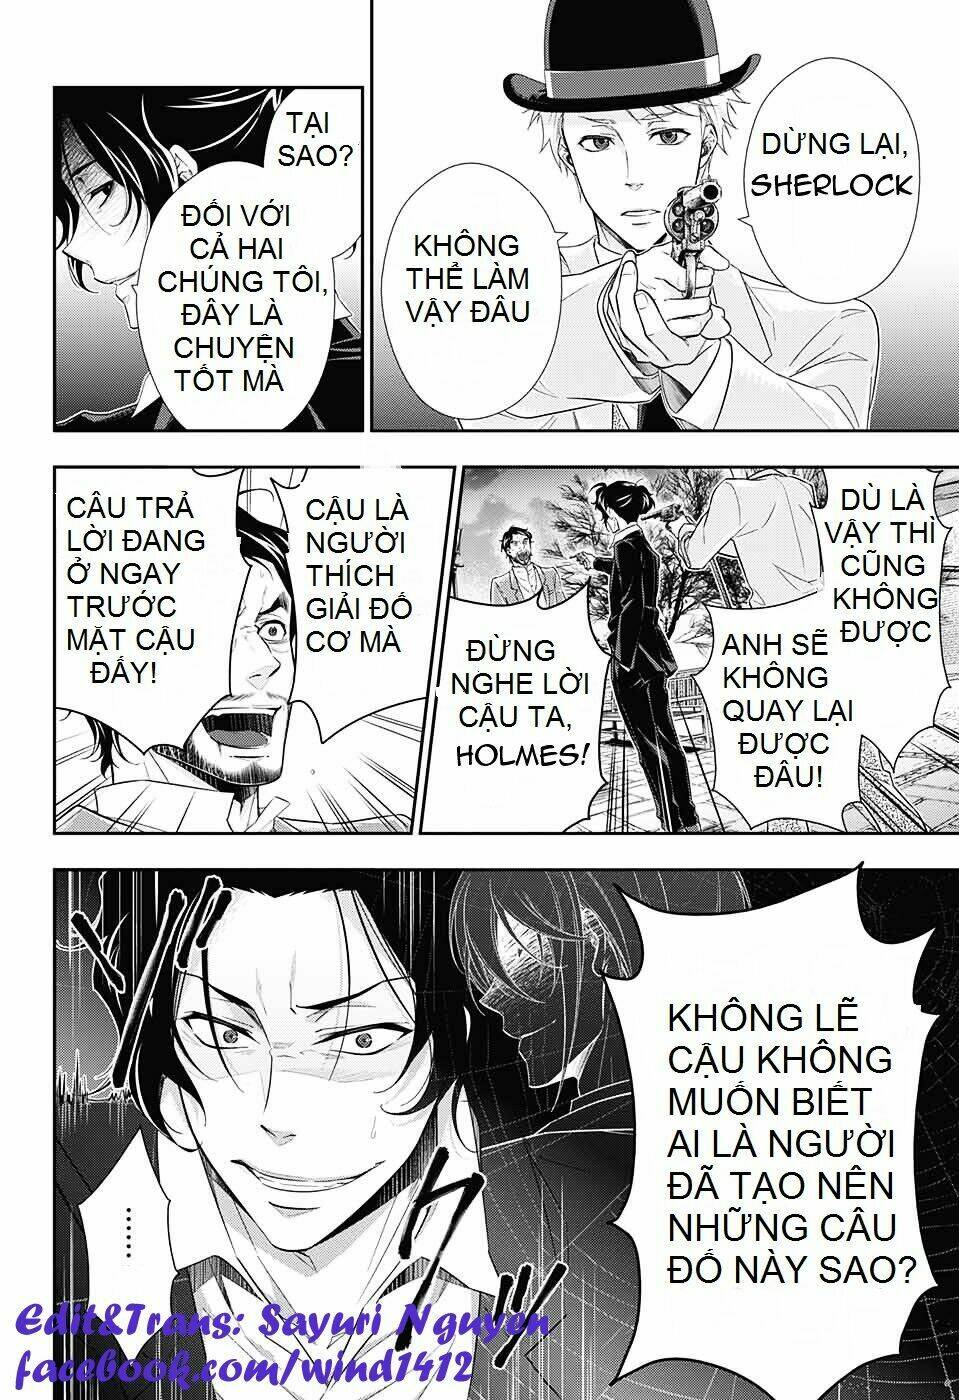 DỪNG LẠI,
SHERLOCK
KHÔNG
THỂ LÀM
VẬY ĐÂU
TẠI
SAO?
ĐỐI VỚI
CẢ HAI
CHÚNG TÔI,
ĐÂY LÀ
CHUYỆN
TỐT MÀ
DÙ LÀ
VẬY THÌ
CŨNG
KHÔNG
ĐƯỢC
ANH SẼ
KHÔNG
QUAY LẠI
ĐƯỢC
ĐÂU!
ĐỪNG
NGHE LỜI
CẬU TA,
HOLMES!
CẬU LÀ
NGƯỜI
THÍCH
GIẢI ĐỐ
CƠ MÀ
CÂU TRẢ
LỜI ĐANG
Ở NGAY
TRƯỚC
MẶT CẬU
ĐẤY!
KHÔNG LẼ
CẬU KHÔNG
MUỐN BIẾT
AI LÀ NGƯỜI
ĐÃ TẠO NÊN
NHỮNG CÂU
ĐỐ NÀY SAO?
………
Edit&Trans: Sayuri Nguyen
facebook.com/wind1412